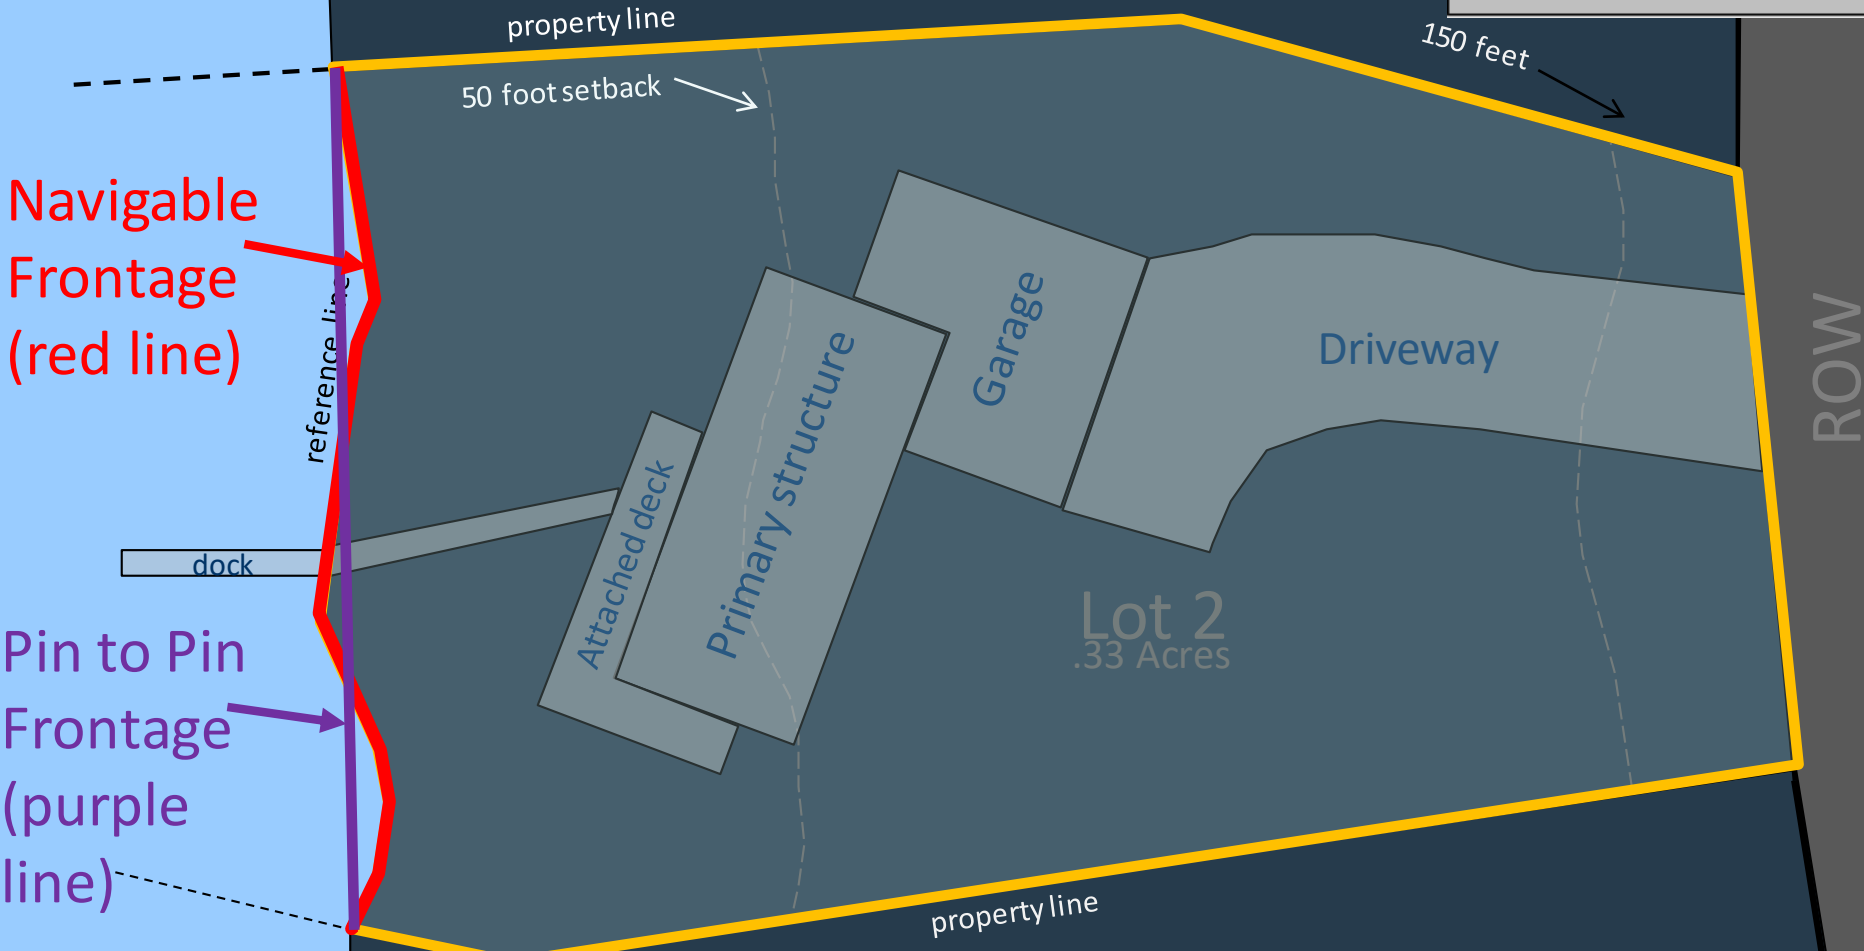 property line
150 feet
50 foot setback
Navigable
Frontage
(red line)
reference line
Garage
Driveway
ROW
Primary structure
Attached deck
dock
Lot 2
.33 Acres
Pin to Pin
Frontage
(purple
line)
property line